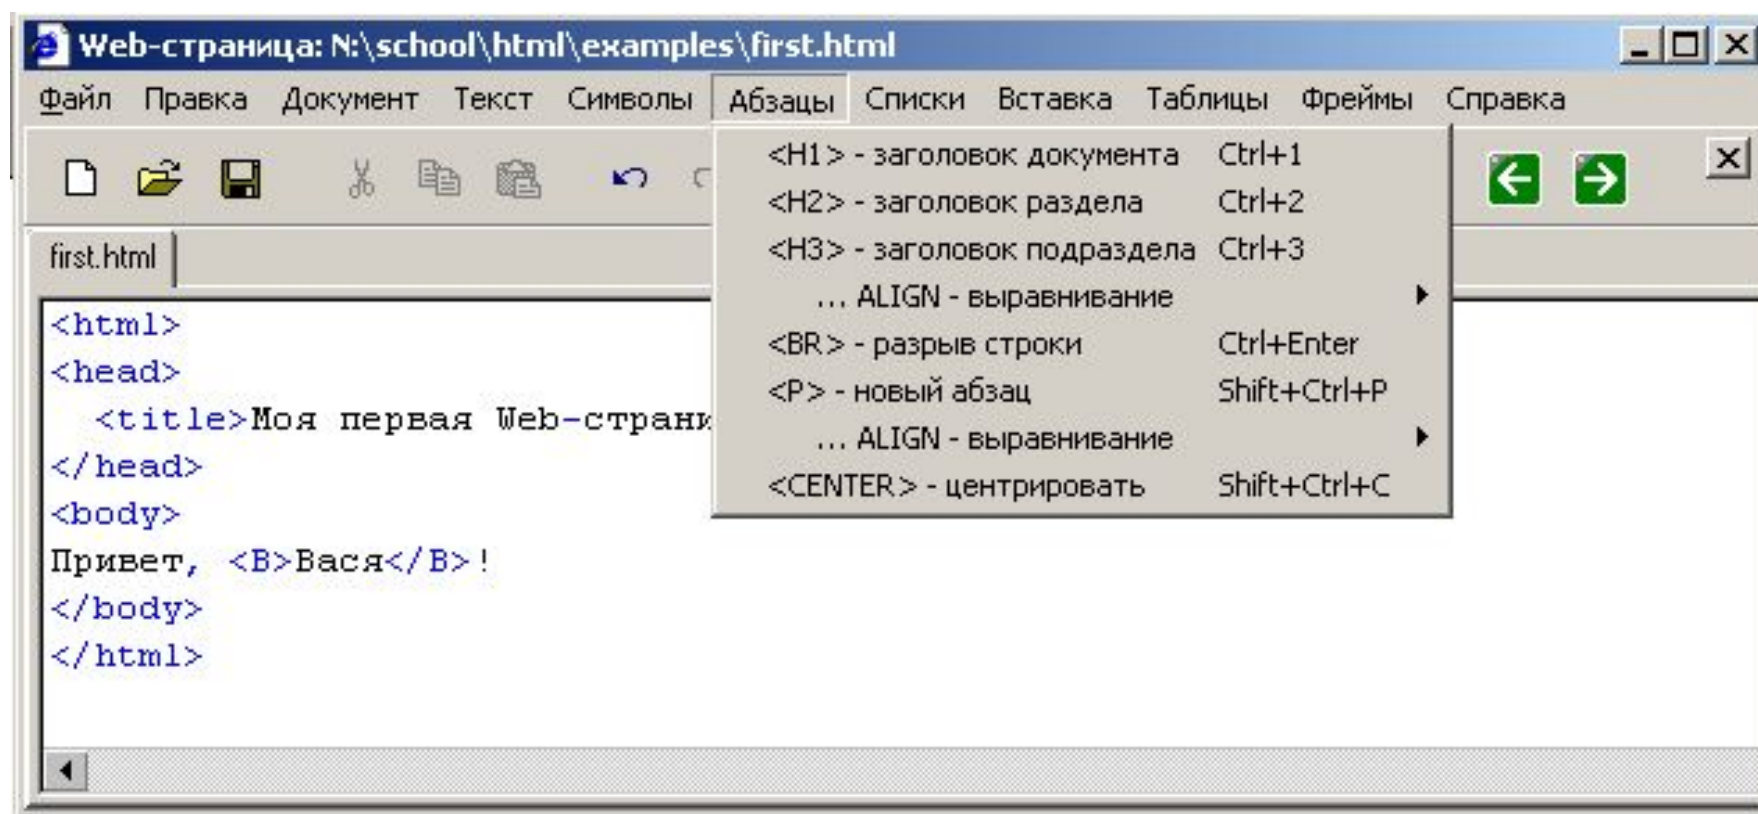 Web-страница: N:\school\html\examples\first.html
Файл Правка Документ Текст Символы Абзацы Списки Вставка Таблицы Фреймы Справка
<H1> - заголовок документа Ctrl+1
<H2> - заголовок раздела Ctrl+2
<H3> - заголовок подраздела Ctrl+3
... ALIGN - выравнивание
<BR> - разрыв строки Ctrl+Enter
<P> - новый абзац Shift+Ctrl+P
... ALIGN - выравнивание
<CENTER> - центрировать Shift+Ctrl+C
first.html
<html>
<head>
<title>Моя первая Web-страни
</head>
<body>
Привет, <B>Вася</B>!
</body>
</html>